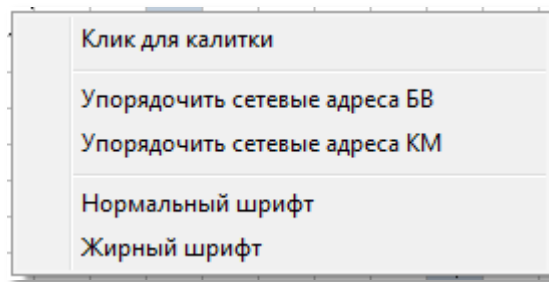 Клик для калитки
Упорядочить сетевые адреса БВ
Упорядочить сетевые адреса КМ
Нормальный шрифт
Жирный шрифт